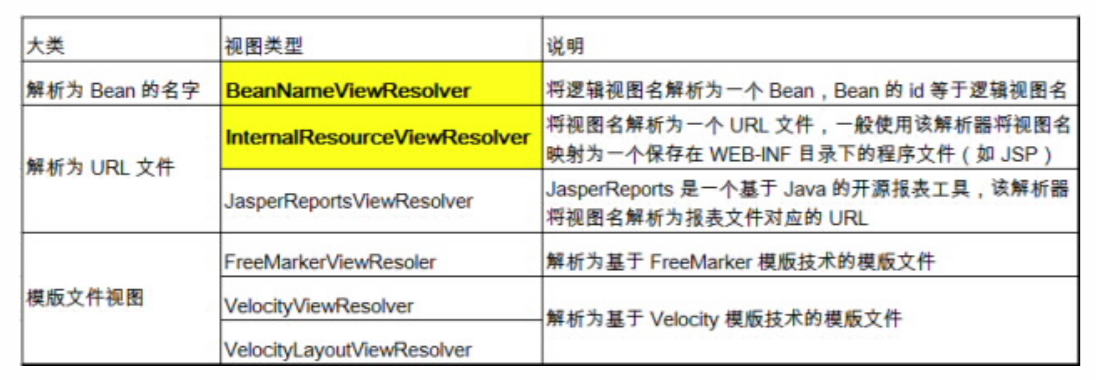 大类 视图类型 说明
解析为 Bean 的名字 BeanNameViewResolver 将逻辑视图名解析为一个 Bean，Bean 的 id 等于逻辑视图名
解析为 URL 文件
InternalResourceViewResolver
将视图名解析为一个 URL 文件，一般使用该解析器将视图名
映射为一个保存在 WEB-INF 目录下的程序文件（如 JSP）
JasperReportsViewResolver
JasperReports 是一个基于 Java 的开源报表工具，该解析器
将视图名解析为报表文件对应的 URL
模版文件视图
FreeMarkerViewResoler 解析为基于 FreeMarker 模版技术的模版文件
VelocityViewResolver
解析为基于 Velocity 模版技术的模版文件
VelocityLayoutViewResolver